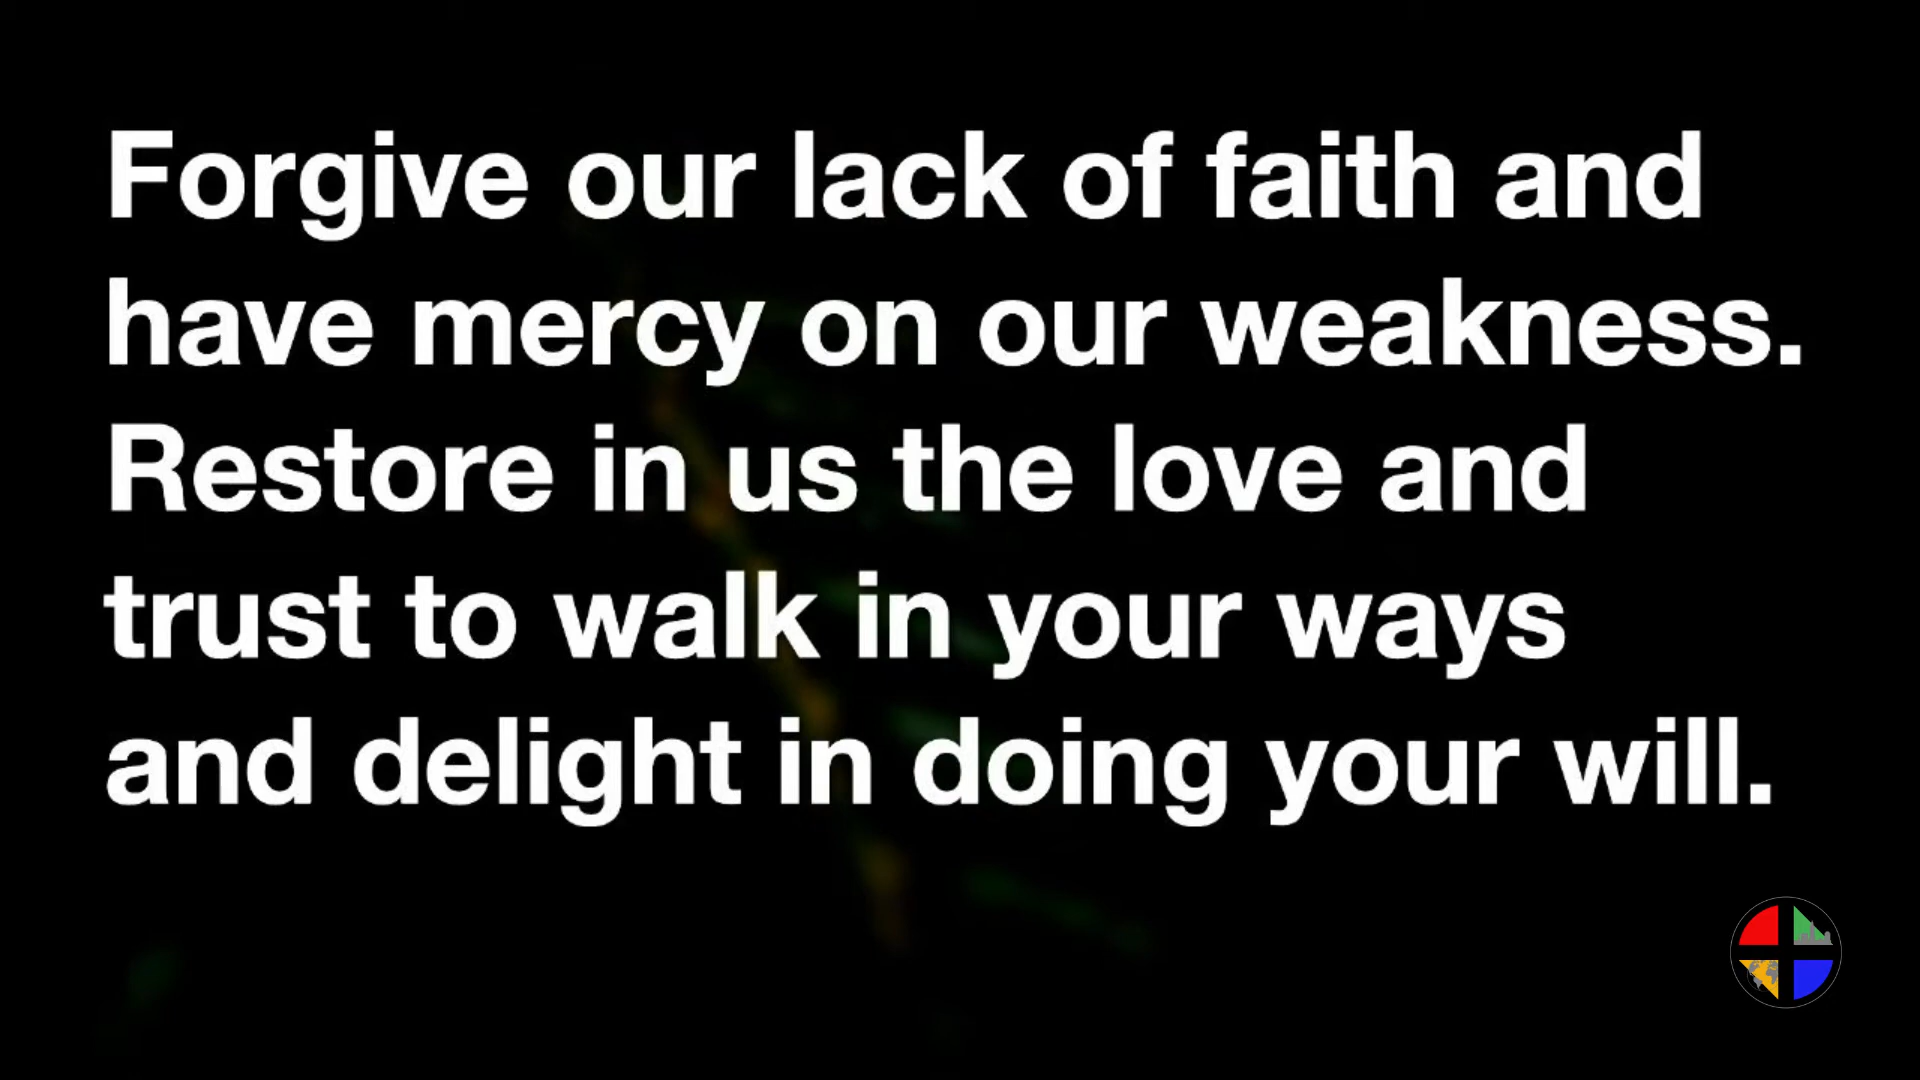 Forgive our lack of faith and
have mercy on our weakness.
Restore in us the love and
trust to walk in your ways
and delight in doing your will.